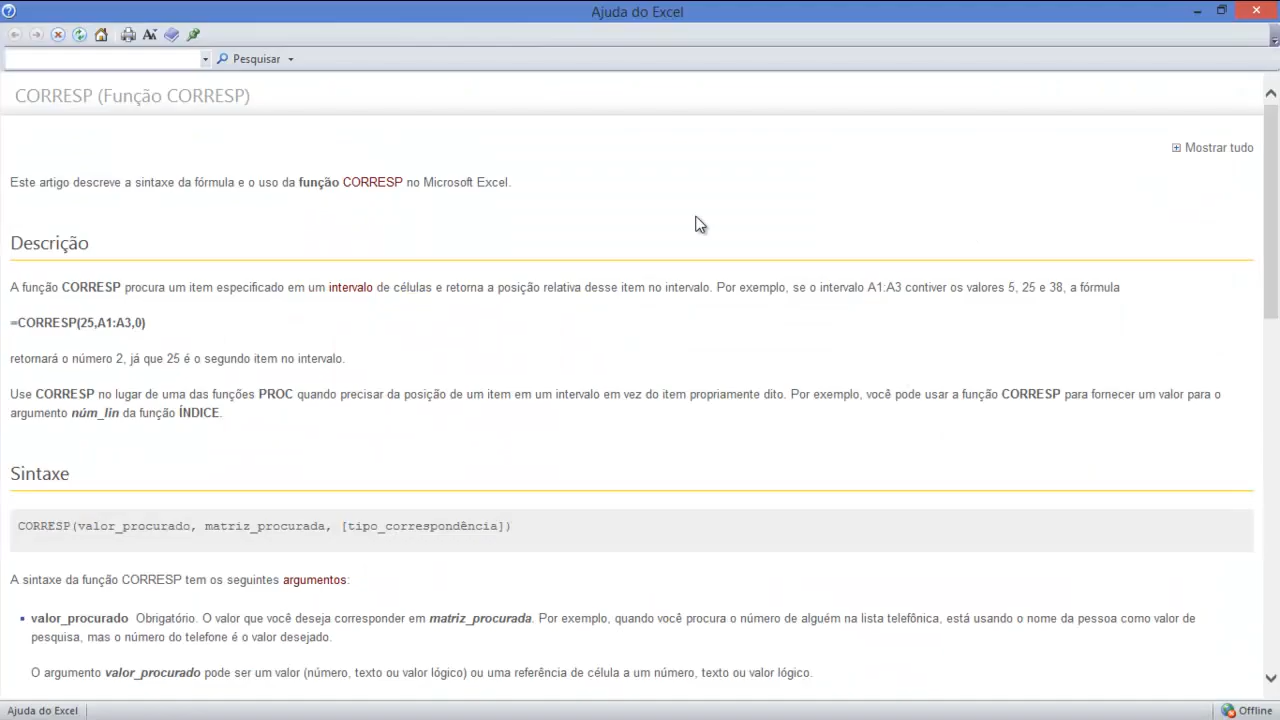 Ajuda do Excel
Pesquisar
CORRESP (Função CORRESP)
Mostrar tudo
Este artigo descreve a sintaxe da fórmula e o uso da função CORRESP no Microsoft Excel.
Descrição
A função CORRESP procura um item especificado em um intervalo de células e retorna a posição relativa desse item no intervalo. Por exemplo, se o intervalo A1:A3 contiver os valores 5, 25 e 38, a fórmula
=CORRESP(25,A1:A3,0)
retornará o número 2, já que 25 é o segundo item no intervalo.
Use CORRESP no lugar de uma das funções PROC quando precisar da posição de um item em um intervalo em vez do item propriamente dito. Por exemplo, você pode usar a função CORRESP para fornecer um valor para o
argumento núm_lin da função ÍNDICE.
Sintaxe
CORRESP(valor_procurado, matriz_procurada, [tipo_correspondência])
A sintaxe da função CORRESP tem os seguintes argumentos:
valor_procurado Obrigatório. O valor que você deseja corresponder em matriz_procurada. Por exemplo, quando você procura o número de alguém na lista telefônica, está usando o nome da pessoa como valor de
pesquisa, mas o número do telefone é o valor desejado.
O argumento valor_procurado pode ser um valor (número, texto ou valor lógico) ou uma referência de célula a um número, texto ou valor lógico.
Ajuda do Excel
Offline